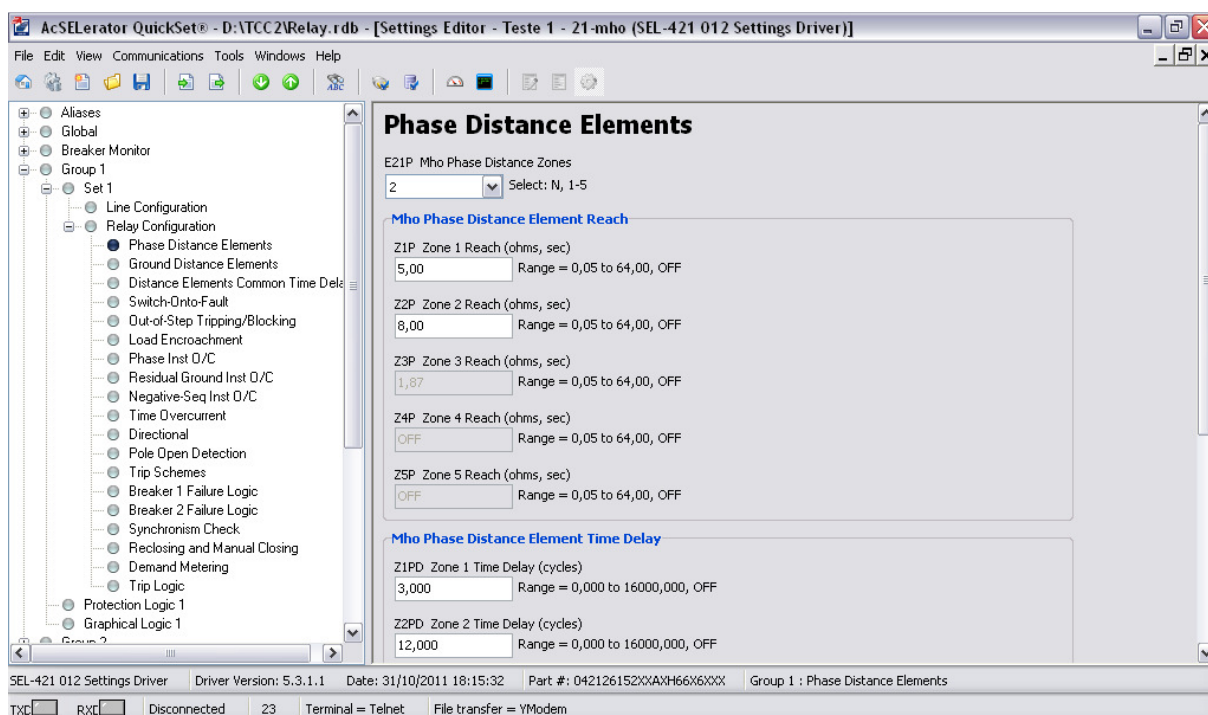 AcSELerator QuickSet® - D:\TCC2\Relay.rdb - [Settings Editor - Teste 1 - 21-mho (SEL-421 012 Settings Driver)]
File Edit View Communications Tools Windows Help
Aliases
Global
Breaker Monitor
Group 1
Set 1
Line Configuration
Relay Configuration
Phase Distance Elements
Ground Distance Elements
Distance Elements Common Time Dela
Switch-Onto-Fault
Out-of-Step Tripping/Blocking
Load Encroachment
Phase Inst O/C
Residual Ground Inst O/C
Negative-Seq Inst O/C
Time Overcurrent
Directional
Pole Open Detection
Trip Schemes
Breaker 1 Failure Logic
Breaker 2 Failure Logic
Synchronism Check
Reclosing and Manual Closing
Demand Metering
Trip Logic
Protection Logic 1
Graphical Logic 1
Group 2
Phase Distance Elements
E21P Mho Phase Distance Zones
2 Select: N, 1-5
Mho Phase Distance Element Reach
Z1P Zone 1 Reach (ohms, sec)
5,00 Range = 0,05 to 64,00, OFF
Z2P Zone 2 Reach (ohms, sec)
8,00 Range = 0,05 to 64,00, OFF
Z3P Zone 3 Reach (ohms, sec)
1,87 Range = 0,05 to 64,00, OFF
Z4P Zone 4 Reach (ohms, sec)
OFF Range = 0,05 to 64,00, OFF
Z5P Zone 5 Reach (ohms, sec)
OFF Range = 0,05 to 64,00, OFF
Mho Phase Distance Element Time Delay
Z1PD Zone 1 Time Delay (cycles)
3,000 Range = 0,000 to 16000,000, OFF
Z2PD Zone 2 Time Delay (cycles)
12,000 Range = 0,000 to 16000,000, OFF
SEL-421 012 Settings Driver Driver Version: 5.3.1.1 Date: 31/10/2011 18:15:32 Part #: 042126152XXAXH66X6XXX Group 1 : Phase Distance Elements
TXD RXD Disconnected 23 Terminal = Telnet File transfer = YModem